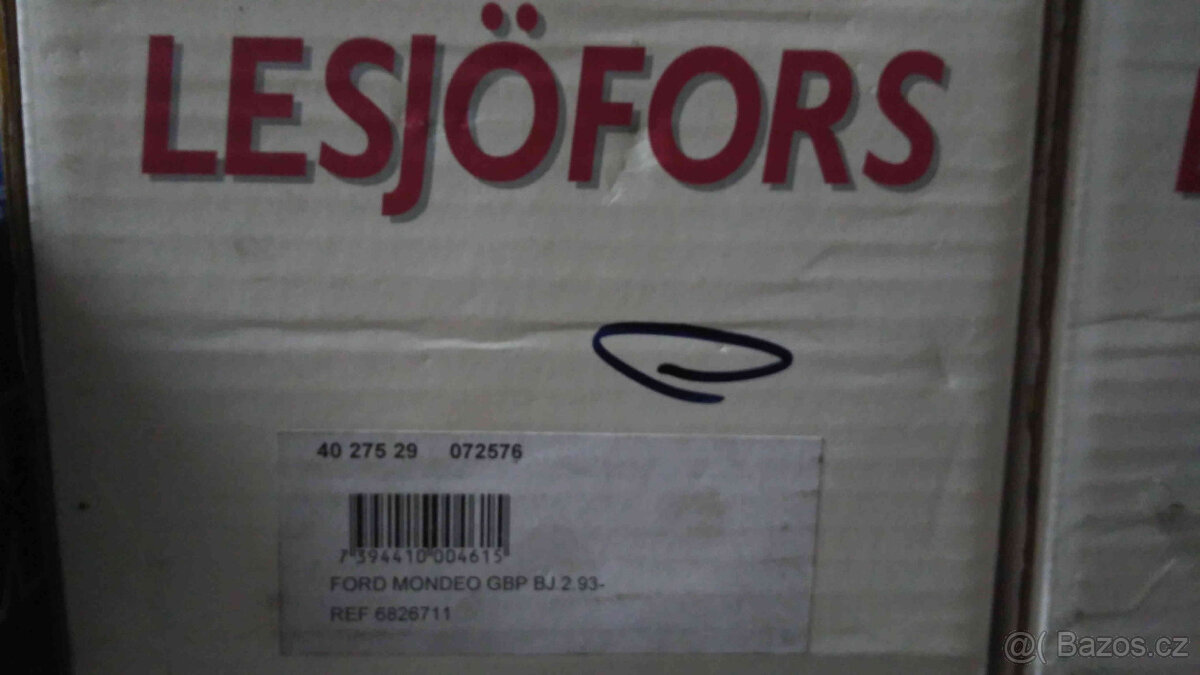 LESJÖFORS
40 275 29 072576
7 394410 004615
FORD MONDEO GBP BJ 2.93-
REF 6826711
@( Bazos.cz